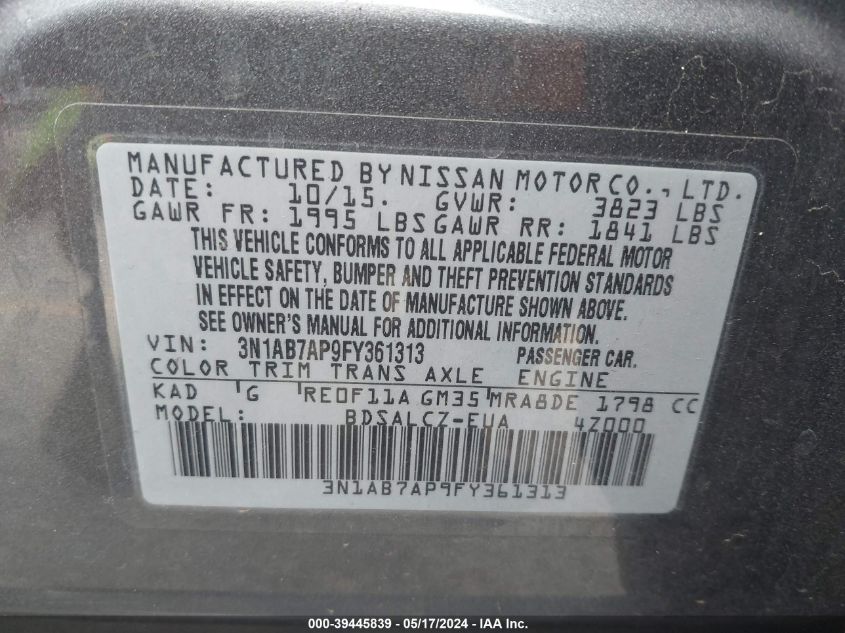 MANUFACTURED BY NISSAN MOTOR CO., LTD.
DATE: 10/15. GVWR: 3823 LBS
GAWR FR: 1995 LBS GAWR RR: 1841 LBS
THIS VEHICLE CONFORMS TO ALL APPLICABLE FEDERAL MOTOR
VEHICLE SAFETY, BUMPER AND THEFT PREVENTION STANDARDS
IN EFFECT ON THE DATE OF MANUFACTURE SHOWN ABOVE.
SEE OWNER'S MANUAL FOR ADDITIONAL INFORMATION.
VIN: 3N1AB7AP9FY361313 PASSENGER CAR.
COLOR TRIM TRANS AXLE ENGINE
KAD G RE0F11A GM35 MRA8DE 1798 CC
MODEL: BDSALCZ-EUA 4Z000
3N1AB7AP9FY361313
000-39445839 - 05/17/2024 - IAA Inc.